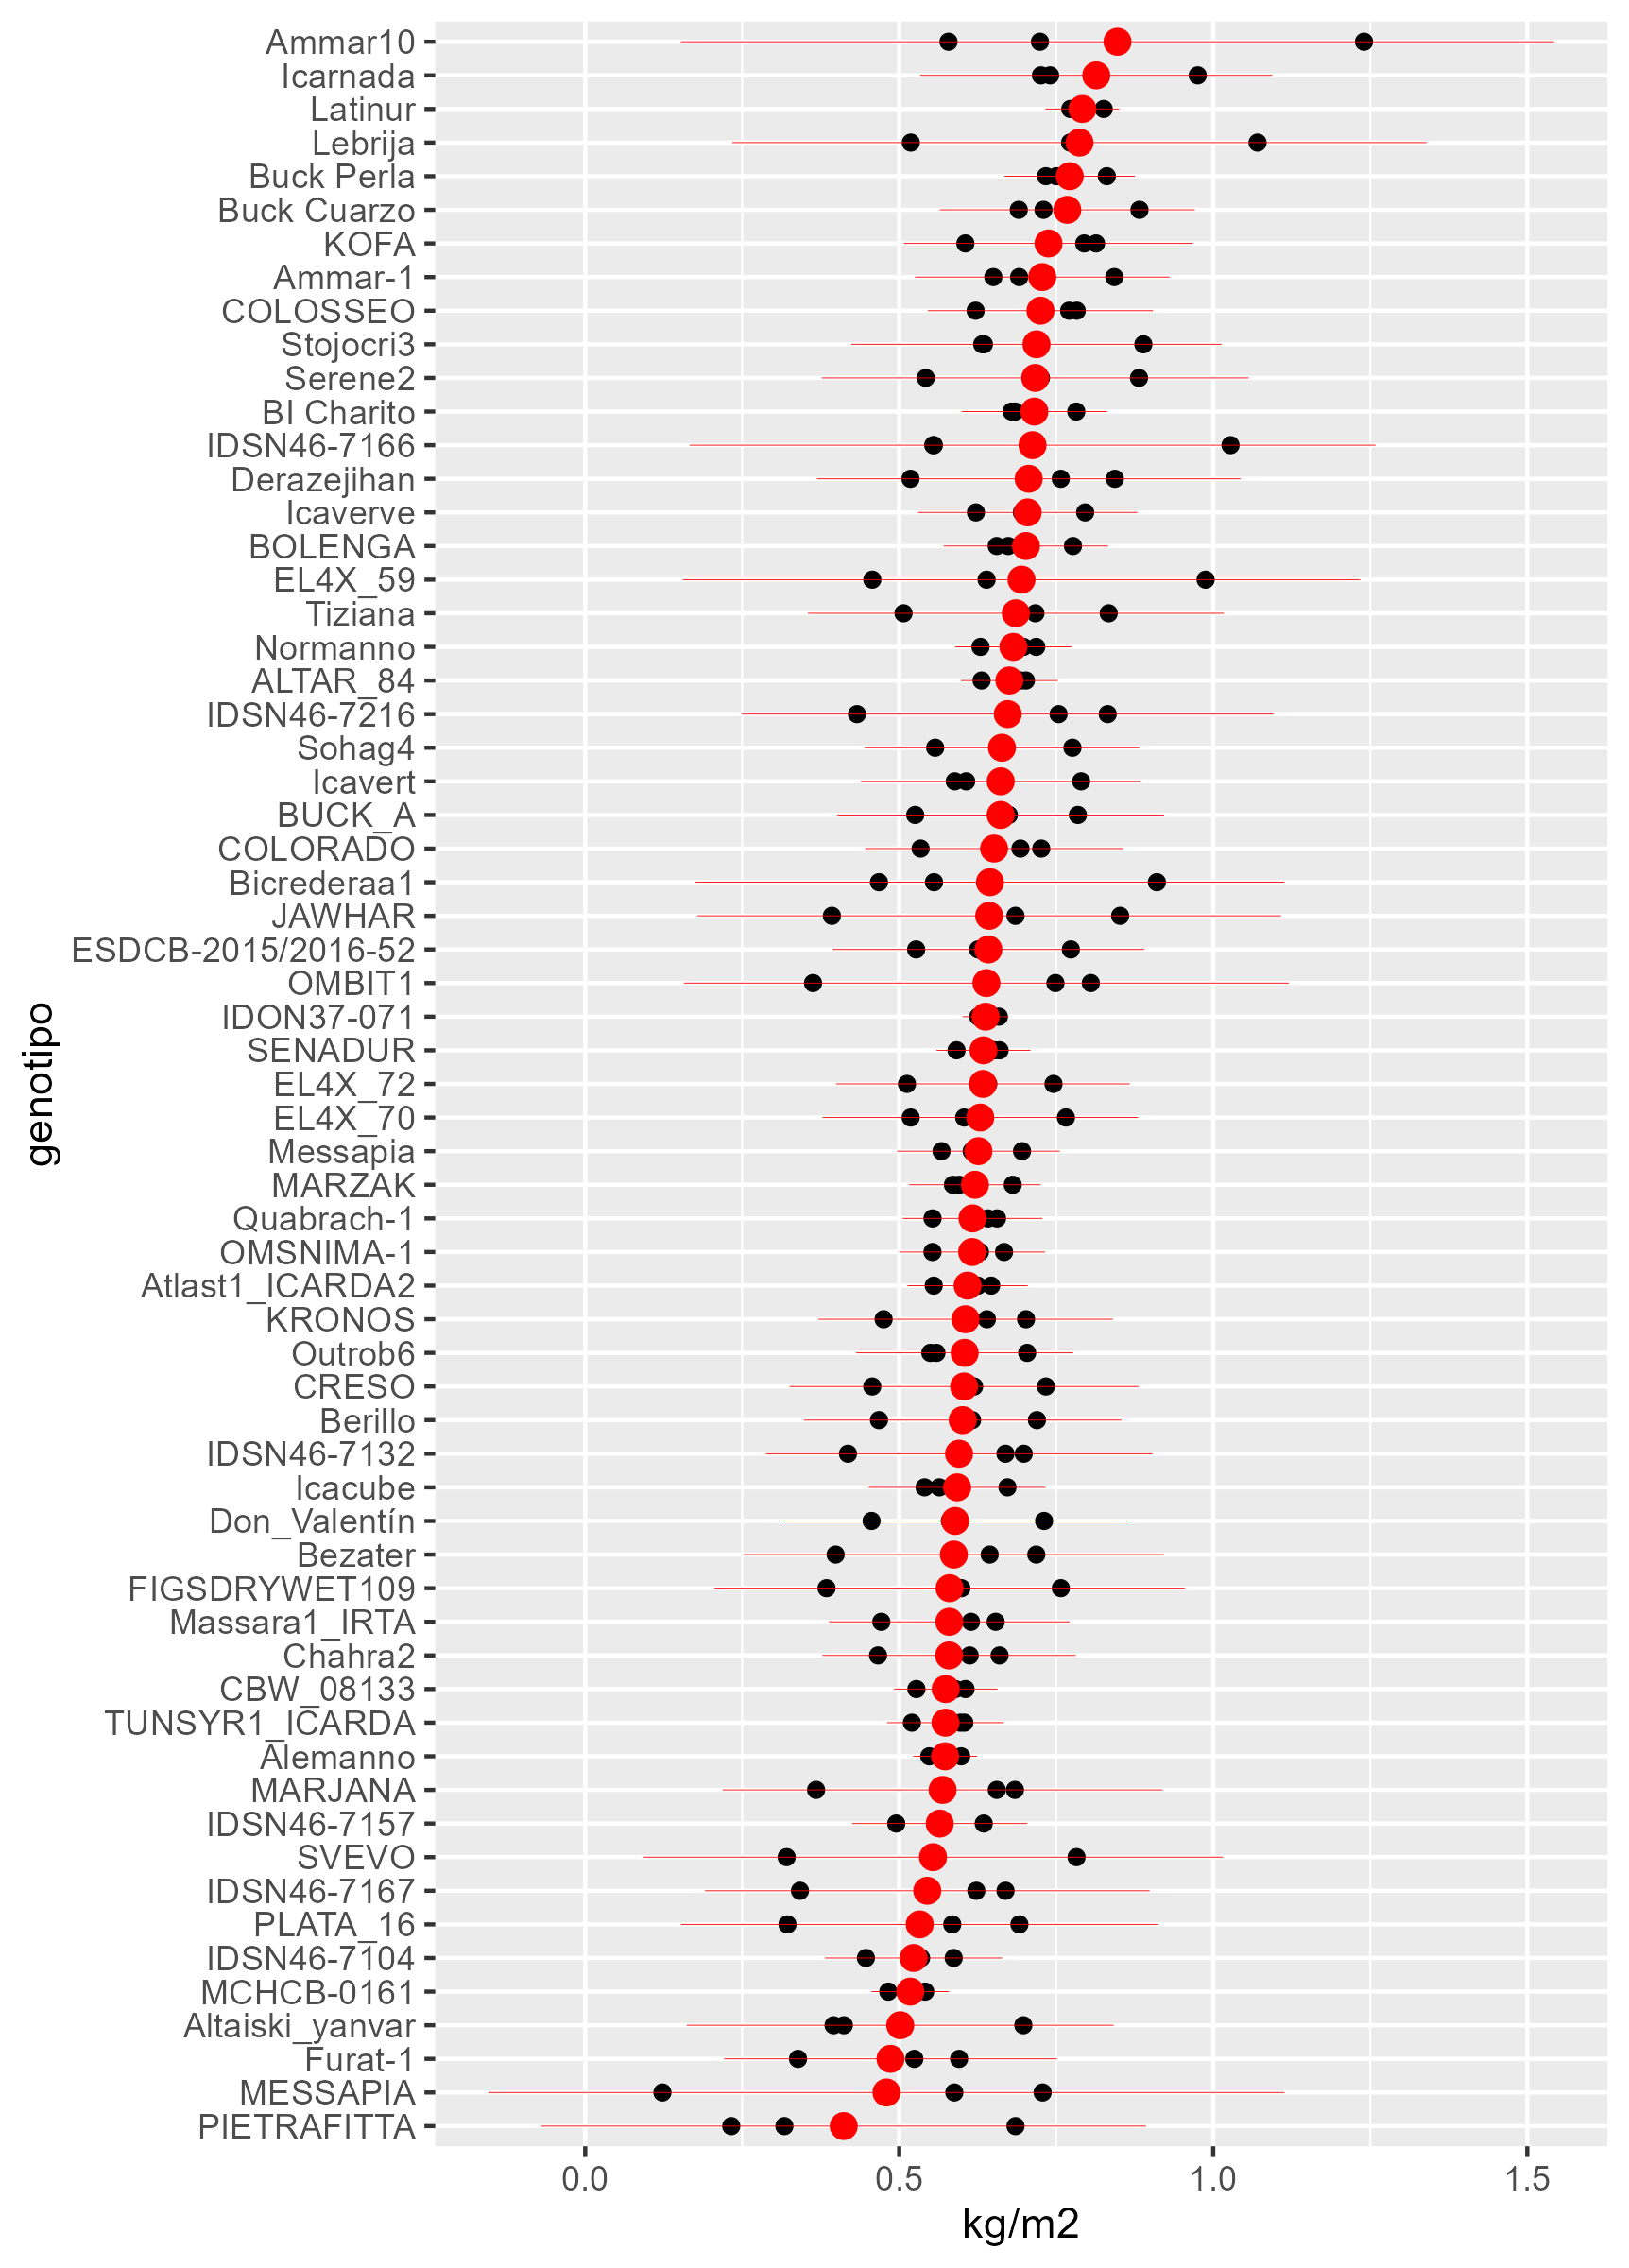 Ammar10
Icarnada
Latinur
Lebrija
Buck Perla
Buck Cuarzo
KOFA
Ammar-1
COLOSSEO
Stojocri3
Serene2
BI Charito
IDSN46-7166
Derazejihan
Icaverve
BOLENGA
EL4X_59
Tiziana
Normanno
ALTAR_84
IDSN46-7216
Sohag4
Icavert
BUCK_A
COLORADO
Bicrederaa1
JAWHAR
ESDCB-2015/2016-52
OMBIT1
IDON37-071
SENADUR
EL4X_72
EL4X_70
Messapia
MARZAK
Quabrach-1
OMSNIMA-1
Atlast1_ICARDA2
KRONOS
Outrob6
CRESO
Berillo
IDSN46-7132
Icacube
Don_Valentín
Bezater
FIGSDRYWET109
Massara1_IRTA
Chahra2
CBW_08133
TUNSYR1_ICARDA
Alemanno
MARJANA
IDSN46-7157
SVEVO
IDSN46-7167
PLATA_16
IDSN46-7104
MCHCB-0161
Altaiski_yanvar
Furat-1
MESSAPIA
PIETRAFITTA
genotipo
0.0 0.5 1.0 1.5
kg/m2